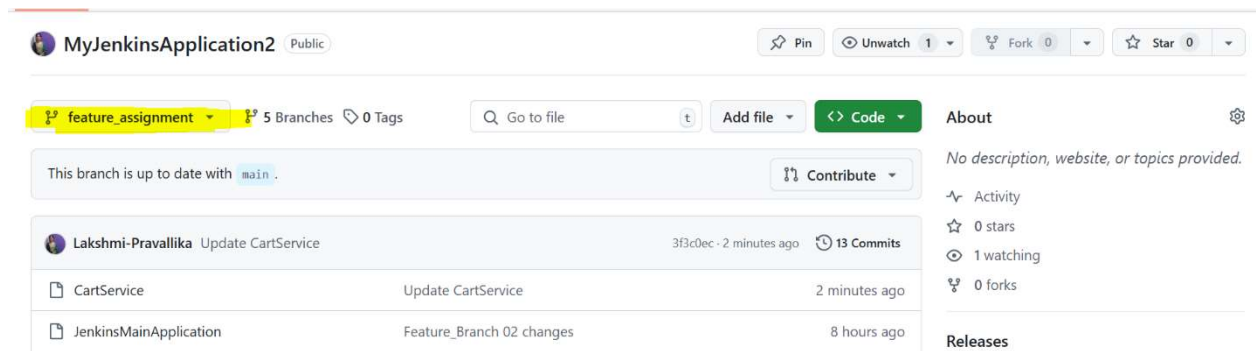 MyJenkinsApplication2 Public
Pin Unwatch 1 Fork 0 Star 0
feature_assignment 5 Branches 0 Tags Go to file t Add file Code
This branch is up to date with main .
Contribute
Lakshmi-Pravallika Update CartService 3f3c0ec · 2 minutes ago 13 Commits
CartService Update CartService 2 minutes ago
JenkinsMainApplication Feature_Branch 02 changes 8 hours ago
About
No description, website, or topics provided.
Activity
0 stars
1 watching
0 forks
Releases